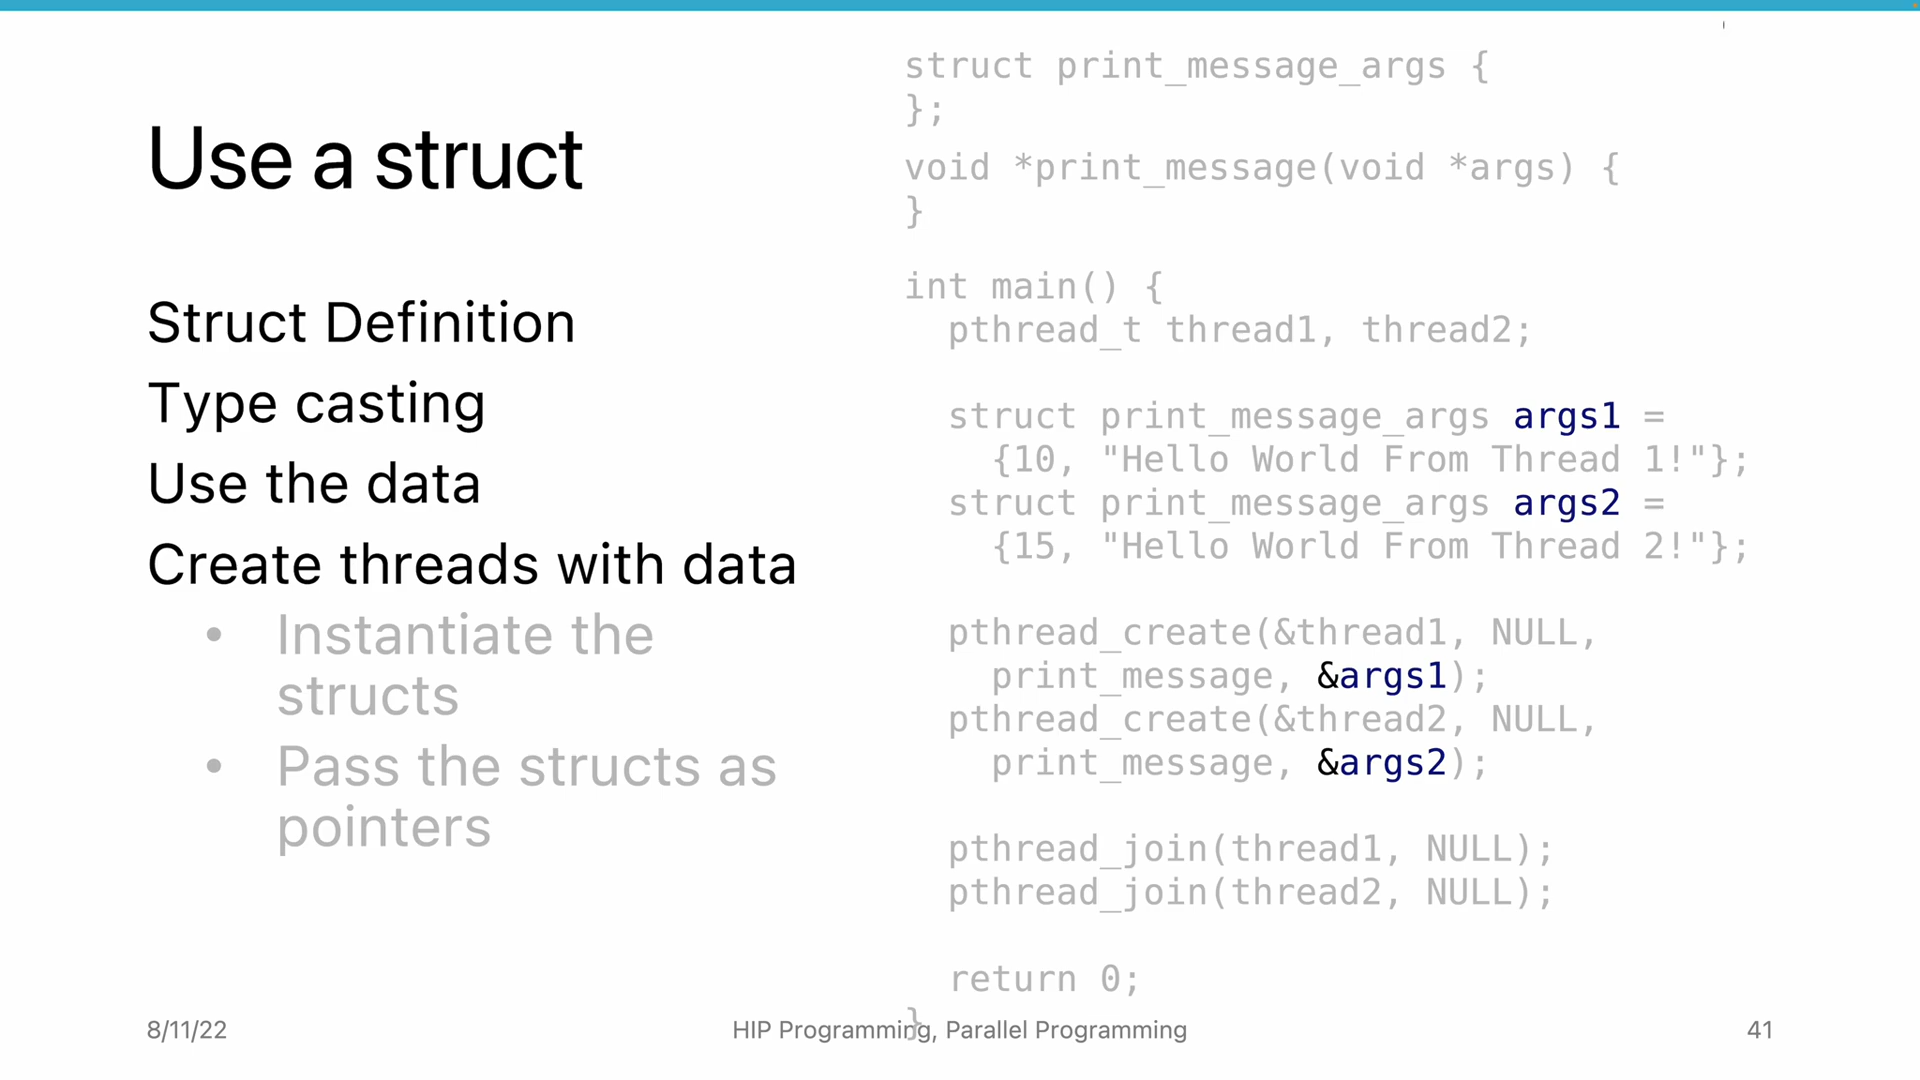 Use a struct
Struct Definition
Type casting
Use the data
Create threads with data
• Instantiate the
structs
• Pass the structs as
pointers
struct print_message_args {
};
void *print_message(void *args) {
}
int main() {
  pthread_t thread1, thread2;
  struct print_message_args args1 =
    {10, "Hello World From Thread 1!"};
  struct print_message_args args2 =
    {15, "Hello World From Thread 2!"};
  pthread_create(&thread1, NULL,
    print_message, &args1);
  pthread_create(&thread2, NULL,
    print_message, &args2);
  pthread_join(thread1, NULL);
  pthread_join(thread2, NULL);
  return 0;
}
8/11/22
HIP Programming, Parallel Programming
41